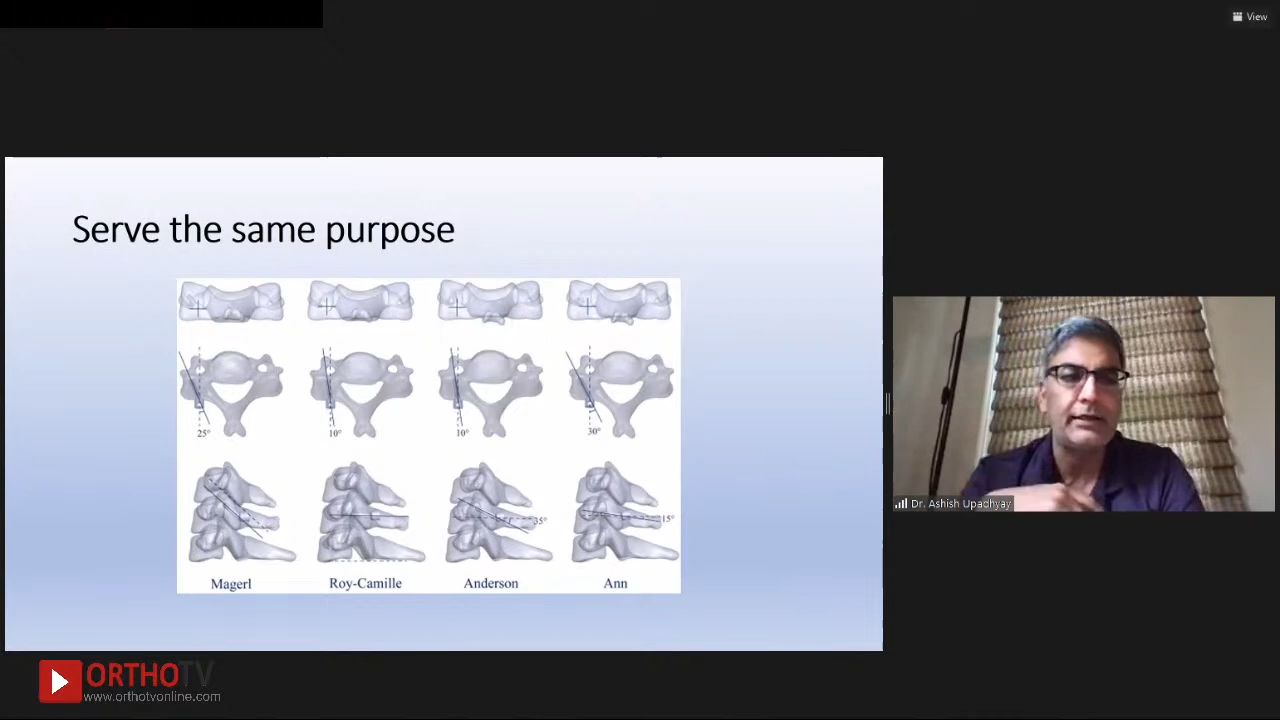 View
Serve the same purpose
25° 10° 10° 30°
35° 15°
Magerl Roy-Camille Anderson Ann
Dr. Ashish Upadhyay
ORTHOTV
www.orthotvonline.com